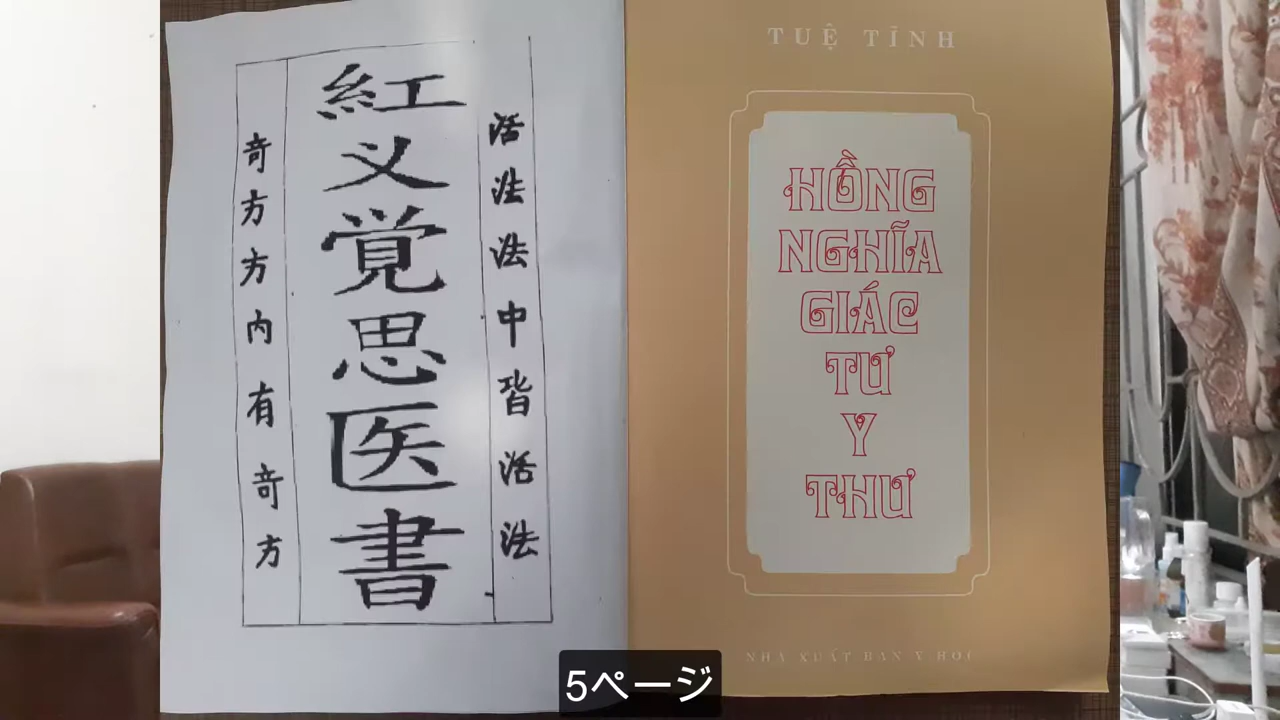 活法法中皆活法
紅义覚思医書
奇方方内有奇方
TUỆ TĨNH
HỒNG
NGHĨA
GIÁC
TƯ
Y
THƯ
NHÀ XUẤT BẢN Y HỌC
5ページ